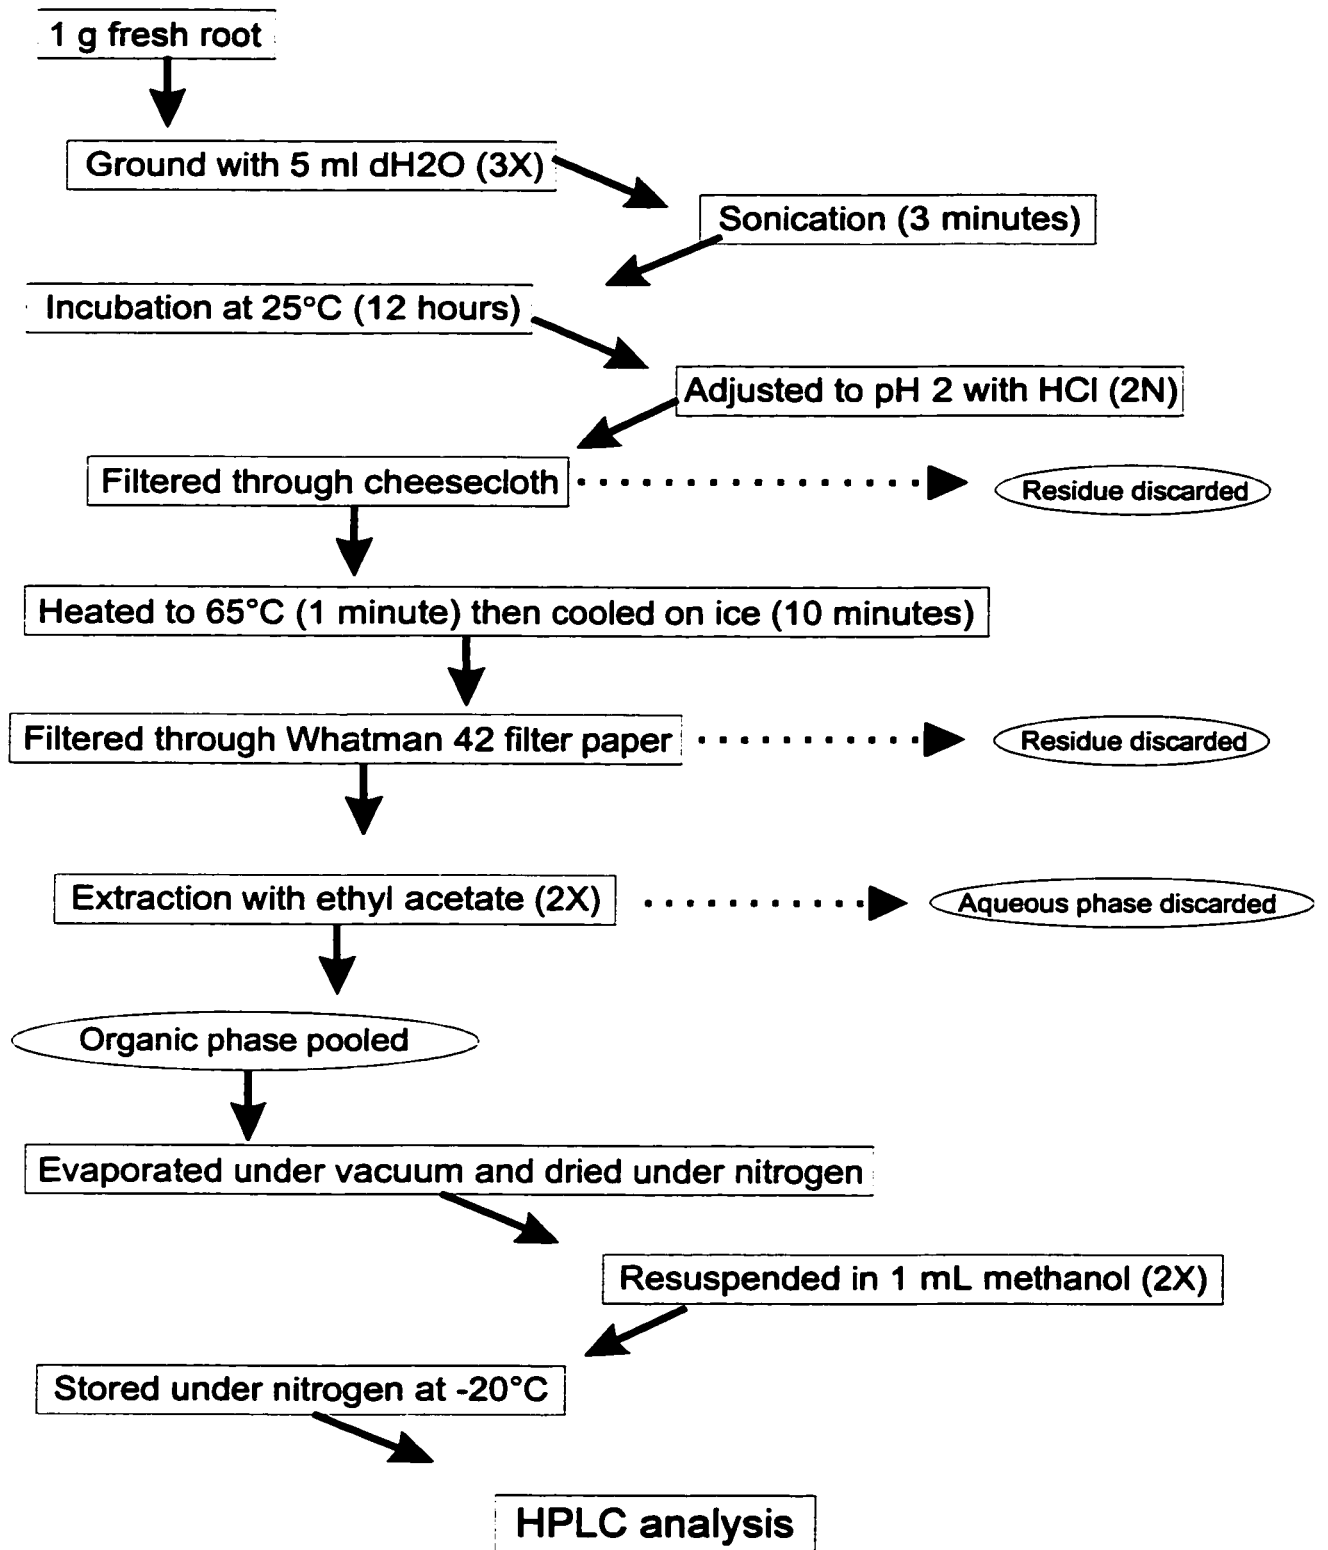 1 g fresh root
Ground with 5 ml dH2O (3X)
Sonication (3 minutes)
Incubation at 25°C (12 hours)
Adjusted to pH 2 with HCl (2N)
Filtered through cheesecloth
Residue discarded
Heated to 65°C (1 minute) then cooled on ice (10 minutes)
Filtered through Whatman 42 filter paper
Residue discarded
Extraction with ethyl acetate (2X)
Aqueous phase discarded
Organic phase pooled
Evaporated under vacuum and dried under nitrogen
Resuspended in 1 mL methanol (2X)
Stored under nitrogen at -20°C
HPLC analysis